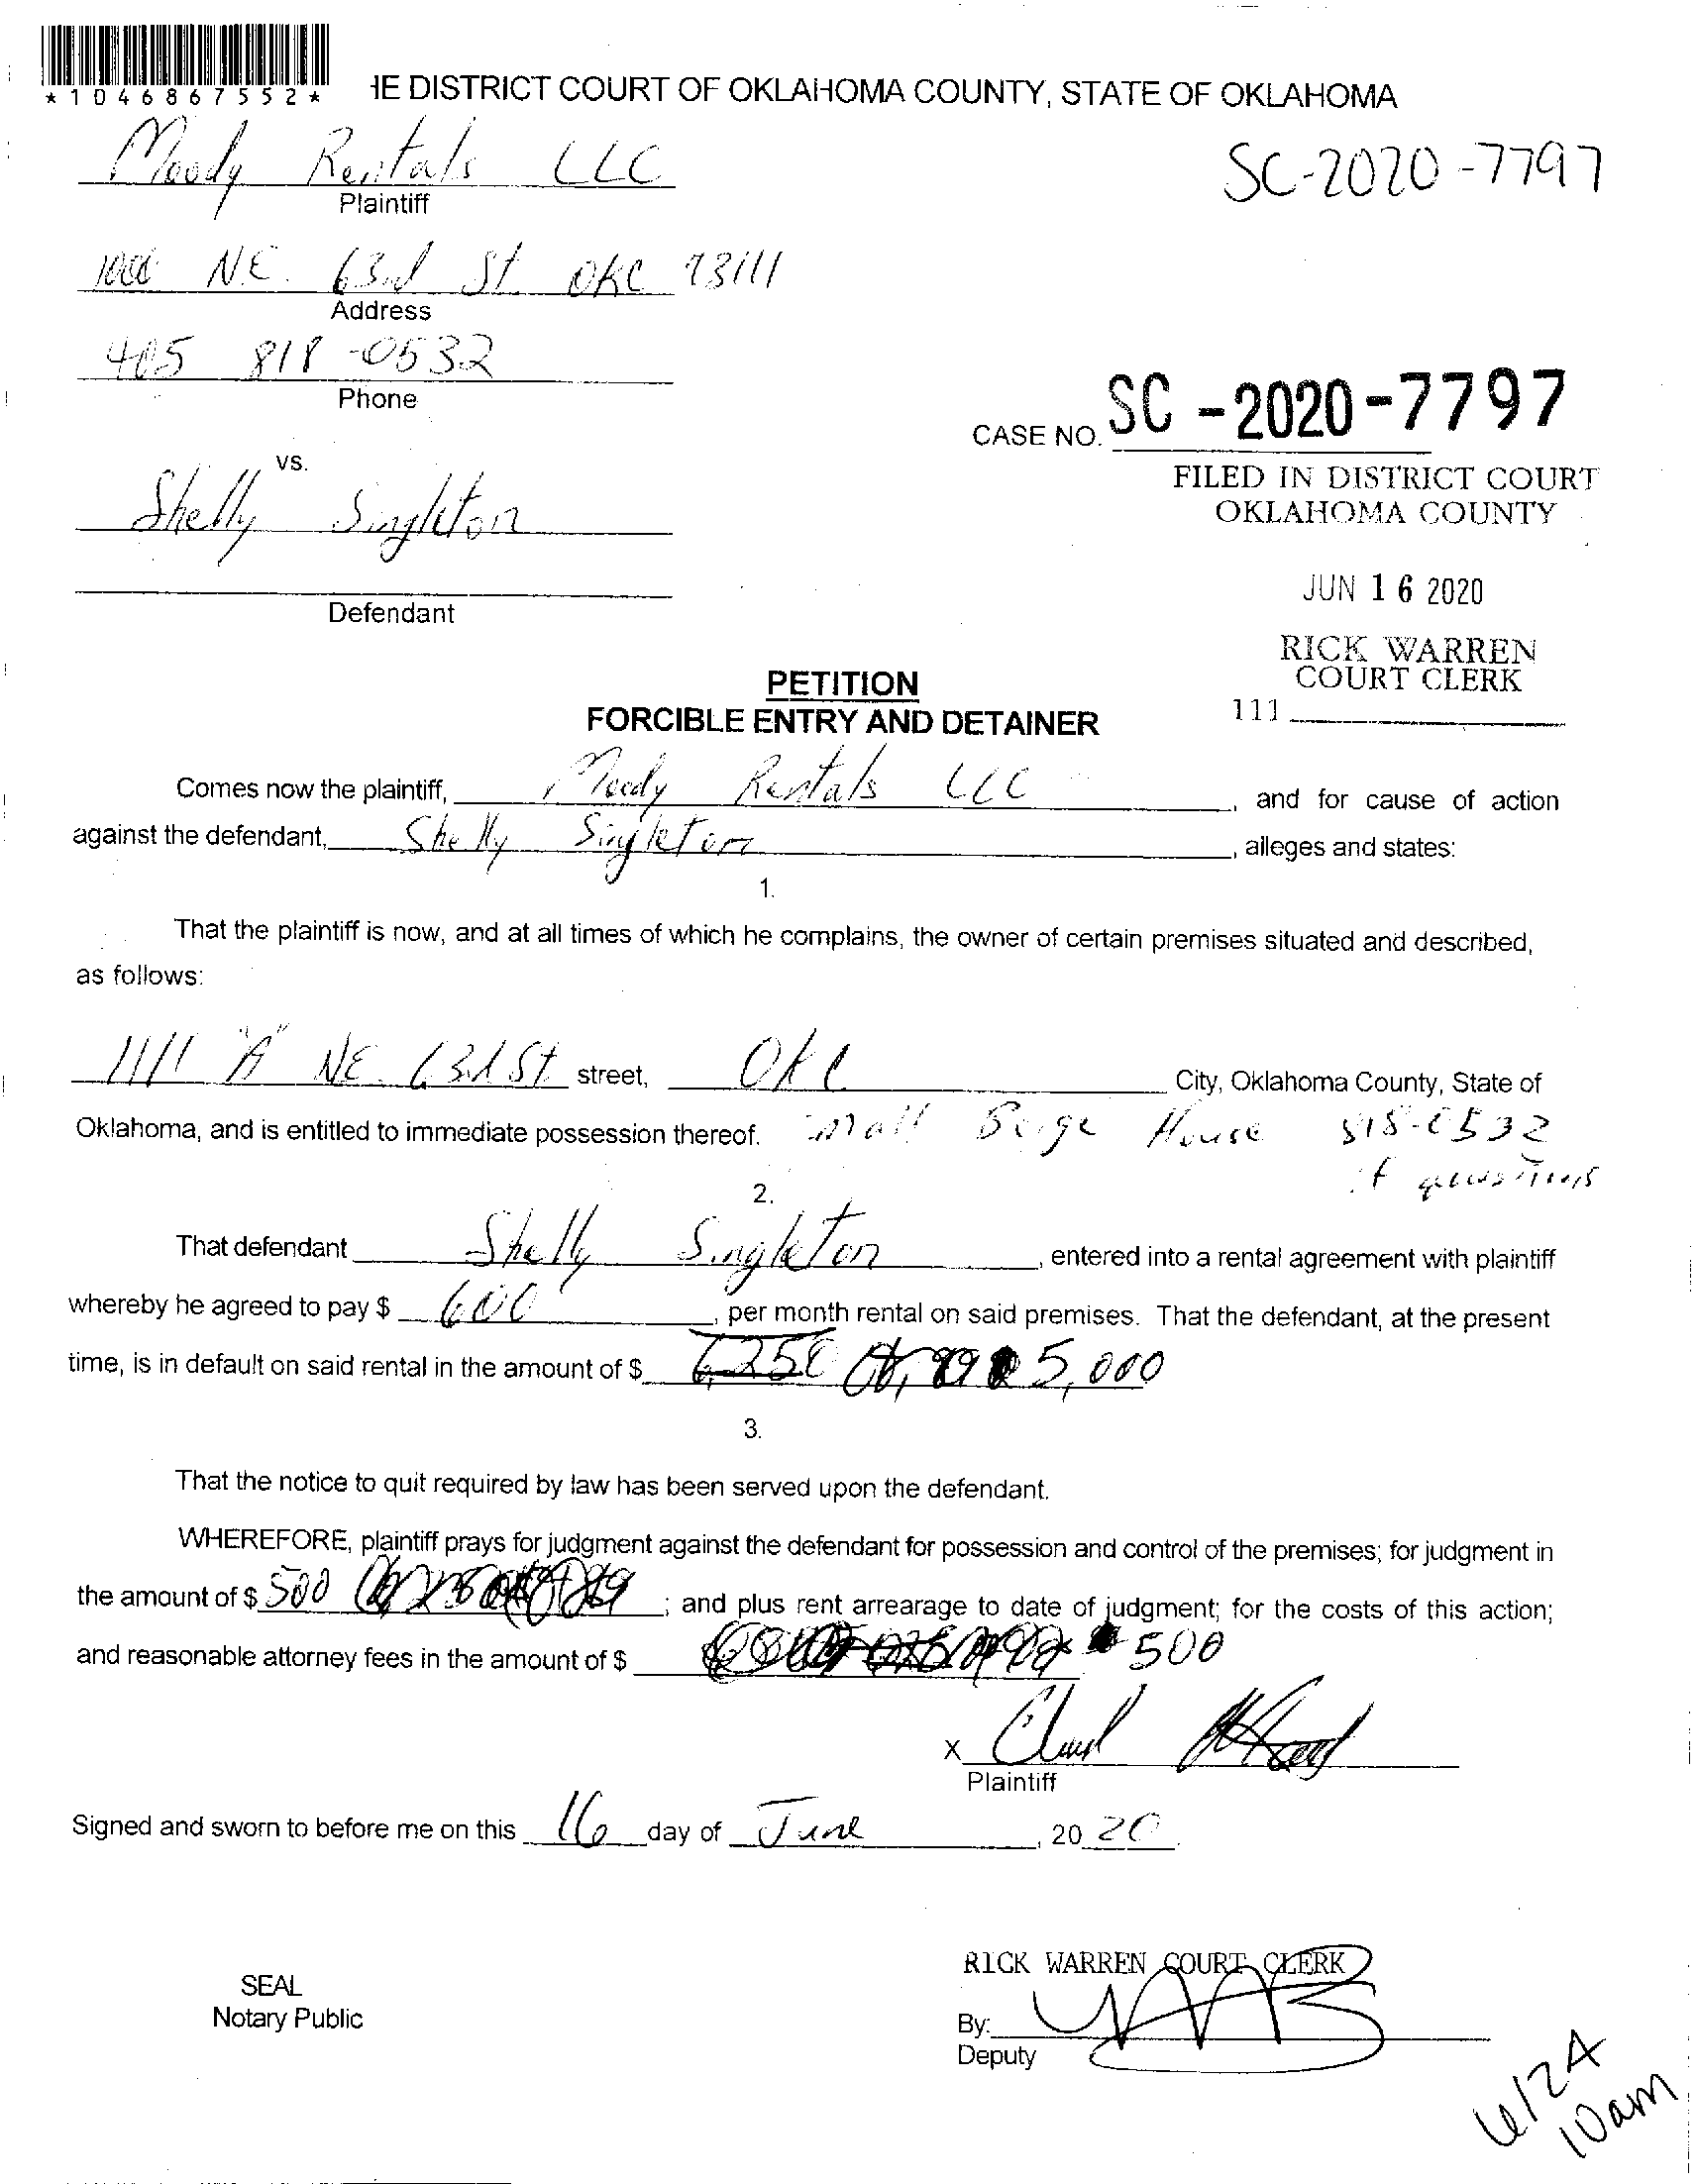 *1046867552*
IE DISTRICT COURT OF OKLAHOMA COUNTY, STATE OF OKLAHOMA
Moody Rentals LLC
SC-2020-7797
Plaintiff
N.E. 63rd St. OKC 73111
Address
405 818-0532
Phone
CASE NO. SC-2020-7797
vs.
FILED IN DISTRICT COURT
OKLAHOMA COUNTY
Shelly Singleton
JUN 16 2020
Defendant
RICK WARREN
COURT CLERK
111
PETITION
FORCIBLE ENTRY AND DETAINER
Comes now the plaintiff, Moody Rentals LLC, and for cause of action
against the defendant, Shelly Singleton, alleges and states:
1.
That the plaintiff is now, and at all times of which he complains, the owner of certain premises situated and described,
as follows:
1111 "A" NE. 63rd St street, OKC City, Oklahoma County, State of
Oklahoma, and is entitled to immediate possession thereof. Small Beige House 818-0532
if questions
2.
That defendant Shelly Singleton, entered into a rental agreement with plaintiff
whereby he agreed to pay $ 600, per month rental on said premises. That the defendant, at the present
time, is in default on said rental in the amount of $ 6,250 5,000
3.
That the notice to quit required by law has been served upon the defendant.
WHEREFORE, plaintiff prays for judgment against the defendant for possession and control of the premises; for judgment in
the amount of $ 500; and plus rent arrearage to date of judgment; for the costs of this action;
and reasonable attorney fees in the amount of $ 500
x
Plaintiff
Signed and sworn to before me on this 16 day of June, 20 20.
RICK WARREN COURT CLERK
SEAL
Notary Public
By:
Deputy
6/24
10am